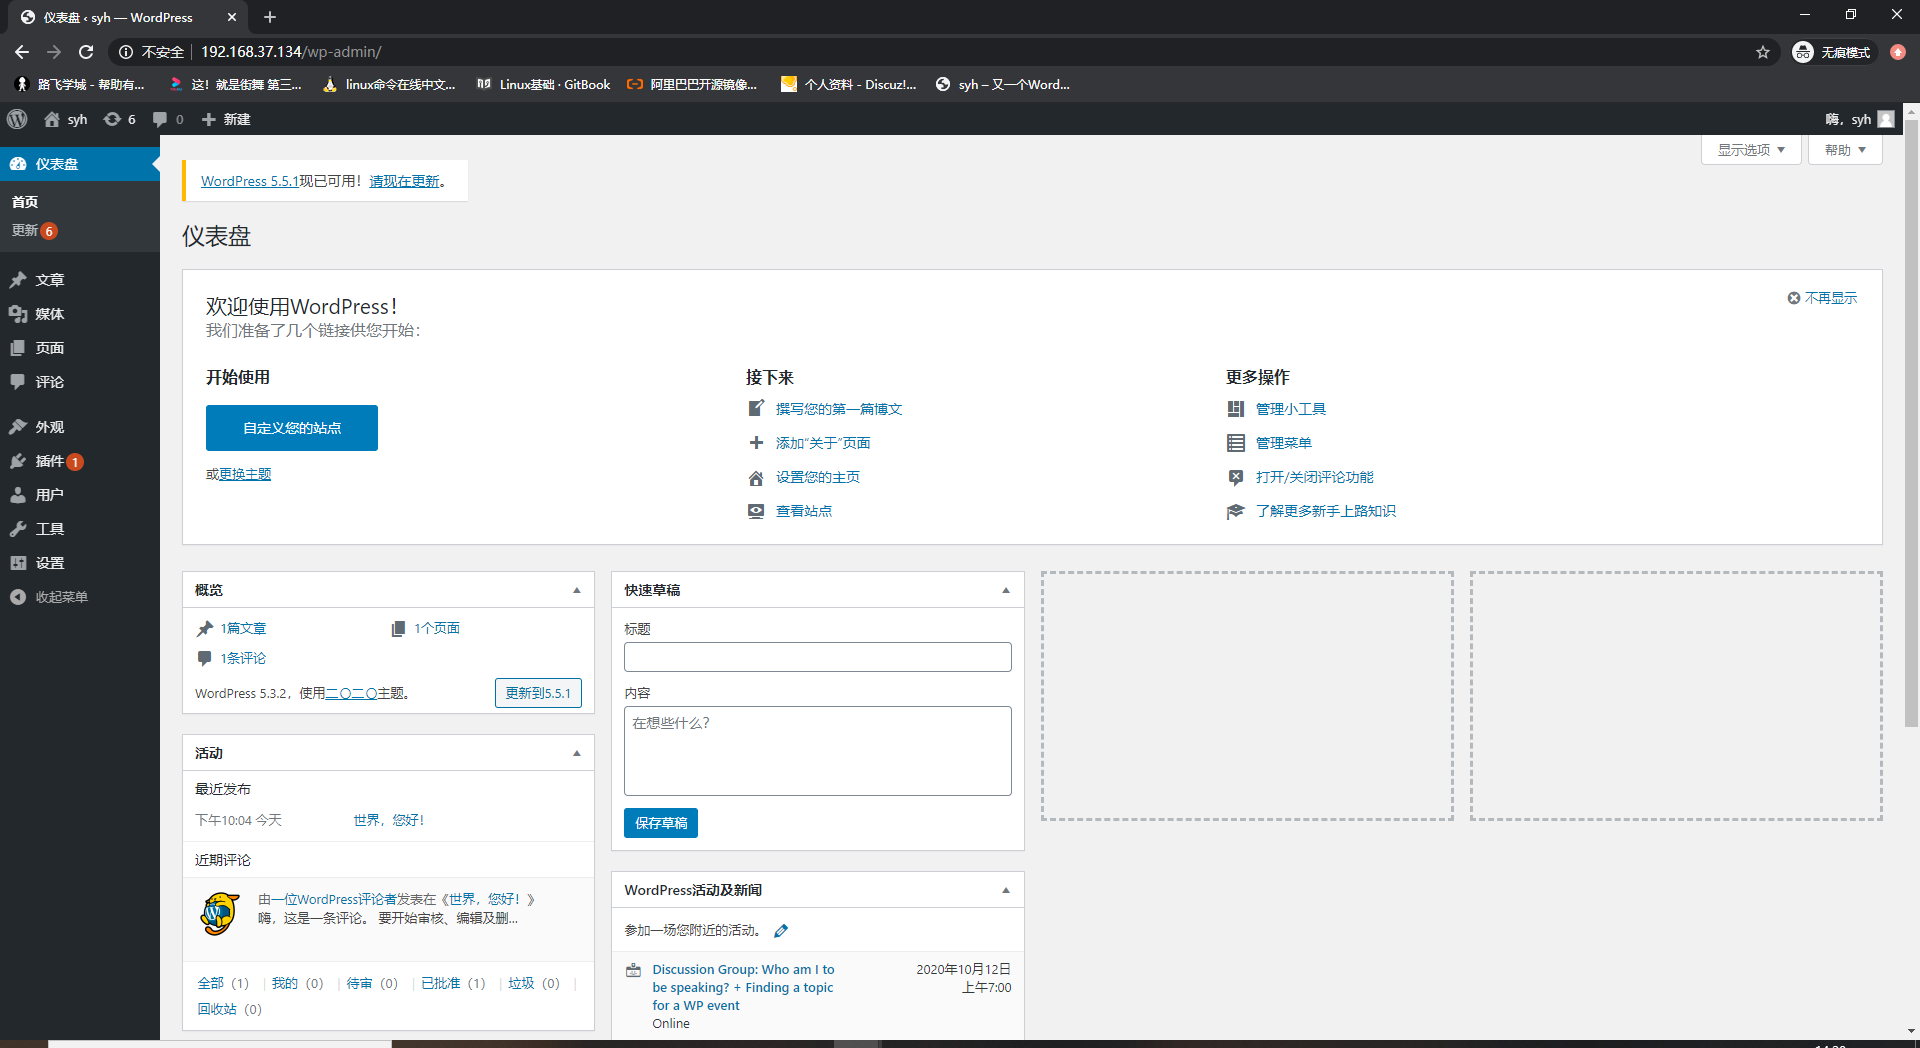 仪表盘 ‹ syh — WordPress
不安全 192.168.37.134/wp-admin/
无痕模式
路飞学城 - 帮助有...
这！就是街舞 第三...
linux命令在线中文...
Linux基础 · GitBook
阿里巴巴开源镜像...
个人资料 - Discuz!...
syh – 又一个Word...
syh 6 0 新建
嗨，syh
仪表盘
首页
更新 6
文章
媒体
页面
评论
外观
插件 1
用户
工具
设置
收起菜单
显示选项
帮助
WordPress 5.5.1现已可用！请现在更新。
仪表盘
欢迎使用WordPress！
我们准备了几个链接供您开始：
不再显示
开始使用
自定义您的站点
或更换主题
接下来
撰写您的第一篇博文
添加“关于”页面
设置您的主页
查看站点
更多操作
管理小工具
管理菜单
打开/关闭评论功能
了解更多新手上路知识
概览
1篇文章
1个页面
1条评论
WordPress 5.3.2，使用二〇二〇主题。
更新到5.5.1
活动
最近发布
下午10:04 今天
世界，您好！
近期评论
由一位WordPress评论者发表在《世界，您好！》
嗨，这是一条评论。 要开始审核、编辑及删...
全部（1） | 我的（0） | 待审（0） | 已批准（1） | 垃圾（0） |
回收站（0）
快速草稿
标题
内容
在想些什么？
保存草稿
WordPress活动及新闻
参加一场您附近的活动。
Discussion Group: Who am I to
be speaking? + Finding a topic
for a WP event
Online
2020年10月12日
上午7:00